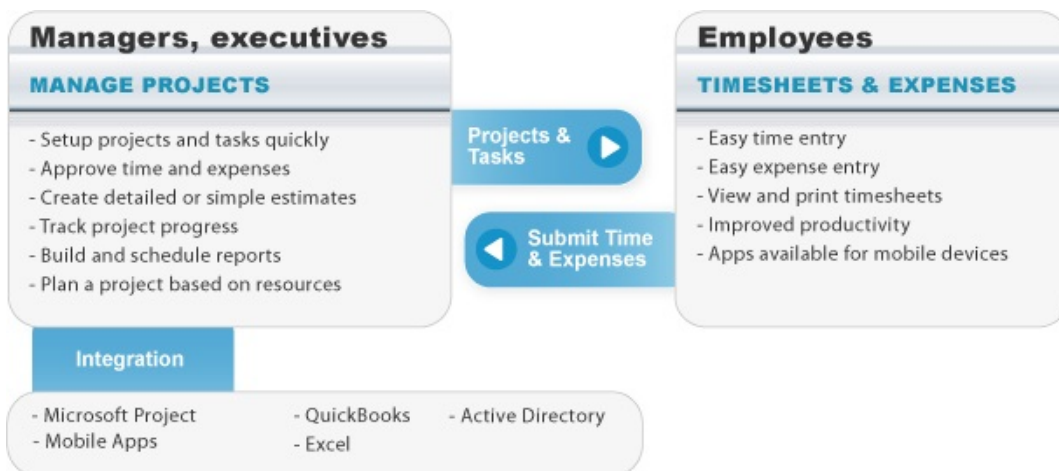 Managers, executives
MANAGE PROJECTS
- Setup projects and tasks quickly
- Approve time and expenses
- Create detailed or simple estimates
- Track project progress
- Build and schedule reports
- Plan a project based on resources
Projects &
Tasks
Submit Time
& Expenses
Employees
TIMESHEETS & EXPENSES
- Easy time entry
- Easy expense entry
- View and print timesheets
- Improved productivity
- Apps available for mobile devices
Integration
- Microsoft Project
- Mobile Apps
- QuickBooks
- Excel
- Active Directory